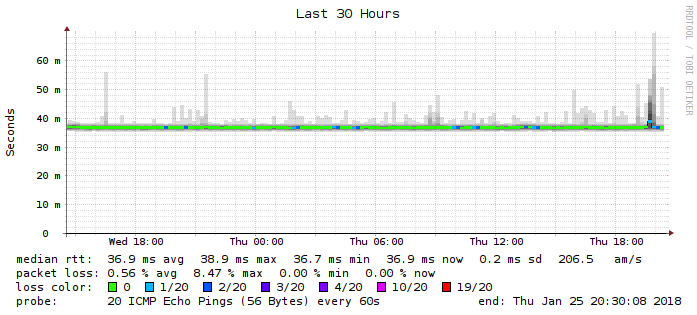 Last 30 Hours
RRDTOOL / TOBI OETIKER
Seconds
60 m
50 m
40 m
30 m
20 m
10 m
0
Wed 18:00 Thu 00:00 Thu 06:00 Thu 12:00 Thu 18:00
median rtt: 36.9 ms avg 38.9 ms max 36.7 ms min 36.9 ms now 0.2 ms sd 206.5 am/s
packet loss: 0.56 % avg 8.47 % max 0.00 % min 0.00 % now
loss color: 0 1/20 2/20 3/20 4/20 10/20 19/20
probe: 20 ICMP Echo Pings (56 Bytes) every 60s end: Thu Jan 25 20:30:08 2018